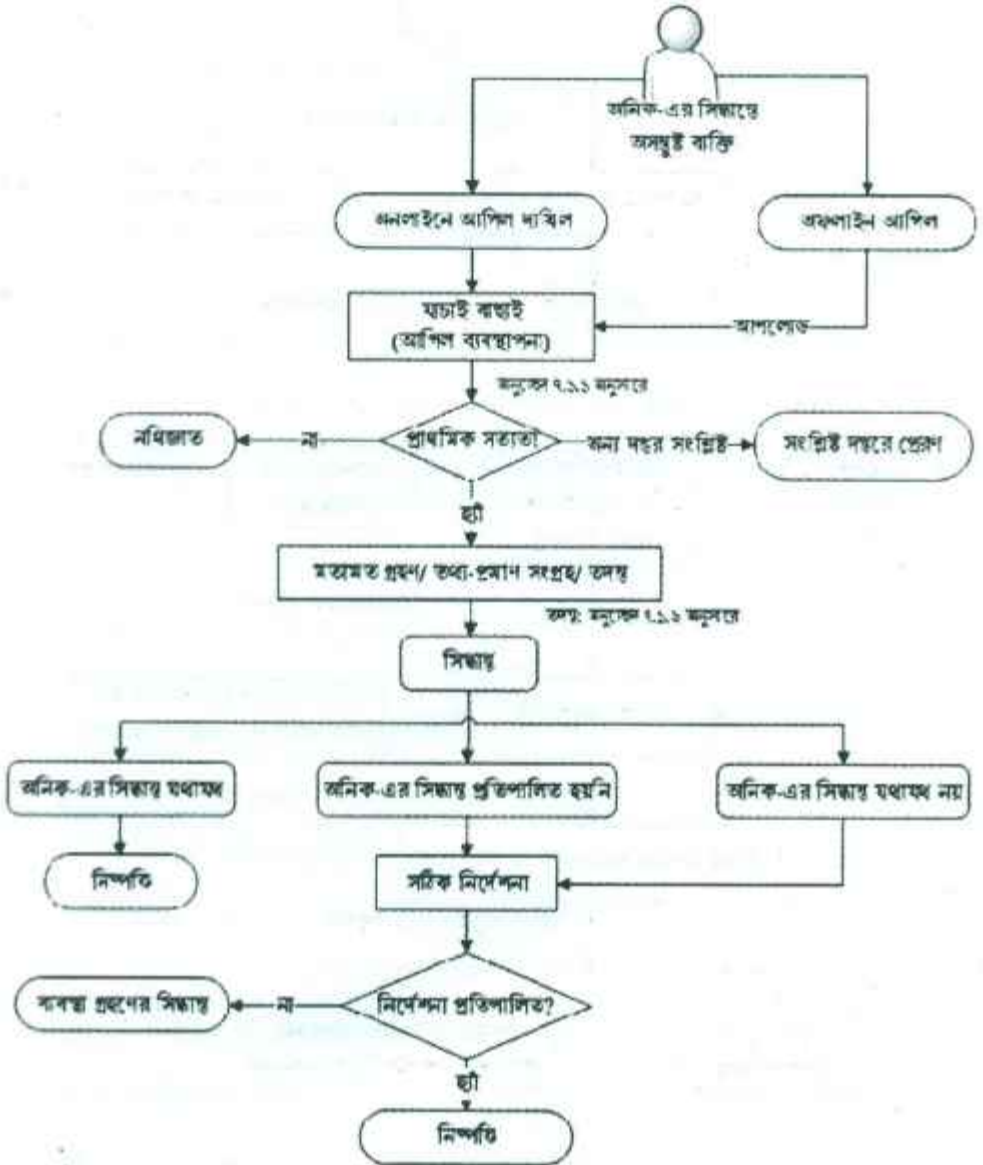 অনিক-এর সিদ্ধান্তে
অসন্তুষ্ট ব্যক্তি
অনলাইনে আপিল দাখিল
অফলাইন আপিল
যাচাই বাছাই
(আপিল ব্যবস্থাপনা)
আপলোড
অনুচ্ছেদ ৭.১.১ অনুসারে
নথিজাত
না
প্রাথমিক সত্যতা?
অন্য দপ্তর সংশ্লিষ্ট
সংশ্লিষ্ট দপ্তরে প্রেরণ
হ্যাঁ
মতামত গ্রহণ/ তথ্য-প্রমাণ সংগ্রহ/ তদন্ত
তদন্ত: অনুচ্ছেদ অনুসারে
সিদ্ধান্ত
অনিক-এর সিদ্ধান্ত যথাযথ
অনিক-এর সিদ্ধান্ত প্রতিপালিত হয়নি
অনিক-এর সিদ্ধান্ত যথাযথ নয়
নিষ্পত্তি
সঠিক নির্দেশনা
ব্যবস্থা গ্রহণের সিদ্ধান্ত
না
নির্দেশনা প্রতিপালিত?
হ্যাঁ
নিষ্পত্তি